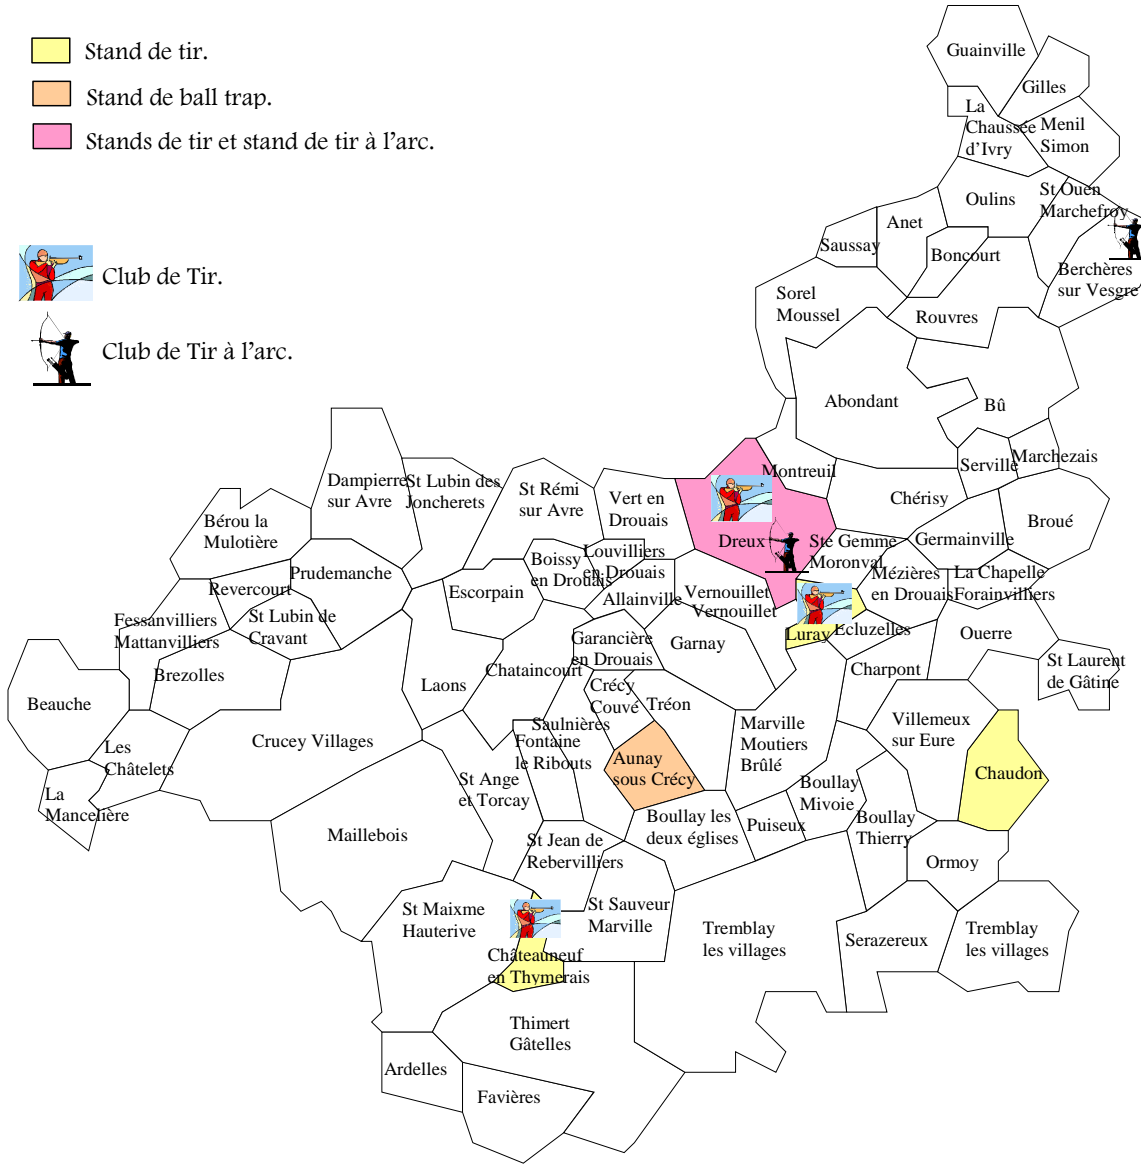 Stand de tir.
Stand de ball trap.
Stands de tir et stand de tir à l'arc.
Club de Tir.
Club de Tir à l'arc.
Guainville
Gilles
La
Chaussée
d'Ivry
Menil
Simon
Oulins
St Ouen
Marchefroy
Anet
Saussay
Boncourt
Berchères
sur Vesgre
Sorel
Moussel
Rouvres
Abondant
Bû
Marchezais
Serville
Montreuil
Chérisy
Broué
Dampierre
sur Avre
St Lubin des
Joncherets
St Rémi
sur Avre
Vert en
Drouais
Bérou la
Mulotière
Dreux
Ste Gemme
Moronval
Germainville
Louvilliers
en Drouais
Boissy
en Drouais
Prudemanche
Revercourt
Escorpain
Allainville
Vernouillet
Vernouillet
Mézières
en Drouais
La Chapelle
Forainvilliers
Fessanvilliers
Mattanvilliers
St Lubin de
Cravant
Garancière
en Drouais
Garnay
Luray
Ecluzelles
Ouerre
Brezolles
Laons
Chataincourt
Charpont
St Laurent
de Gâtine
Beauche
Crécy
Couvé
Tréon
Saulnières
Fontaine
le Ribouts
Marville
Moutiers
Brûlé
Villemeux
sur Eure
Crucey Villages
Les
Châtelets
Aunay
sous Crécy
Chaudon
La
Mancelière
St Ange
et Torcay
Boullay
Mivoie
Boullay
Thierry
Maillebois
Boullay les
deux églises
Puiseux
St Jean de
Rebervilliers
Ormoy
St Maixme
Hauterive
St Sauveur
Marville
Tremblay
les villages
Serazereux
Tremblay
les villages
Châteauneuf
en Thymerais
Thimert
Gâtelles
Ardelles
Favières